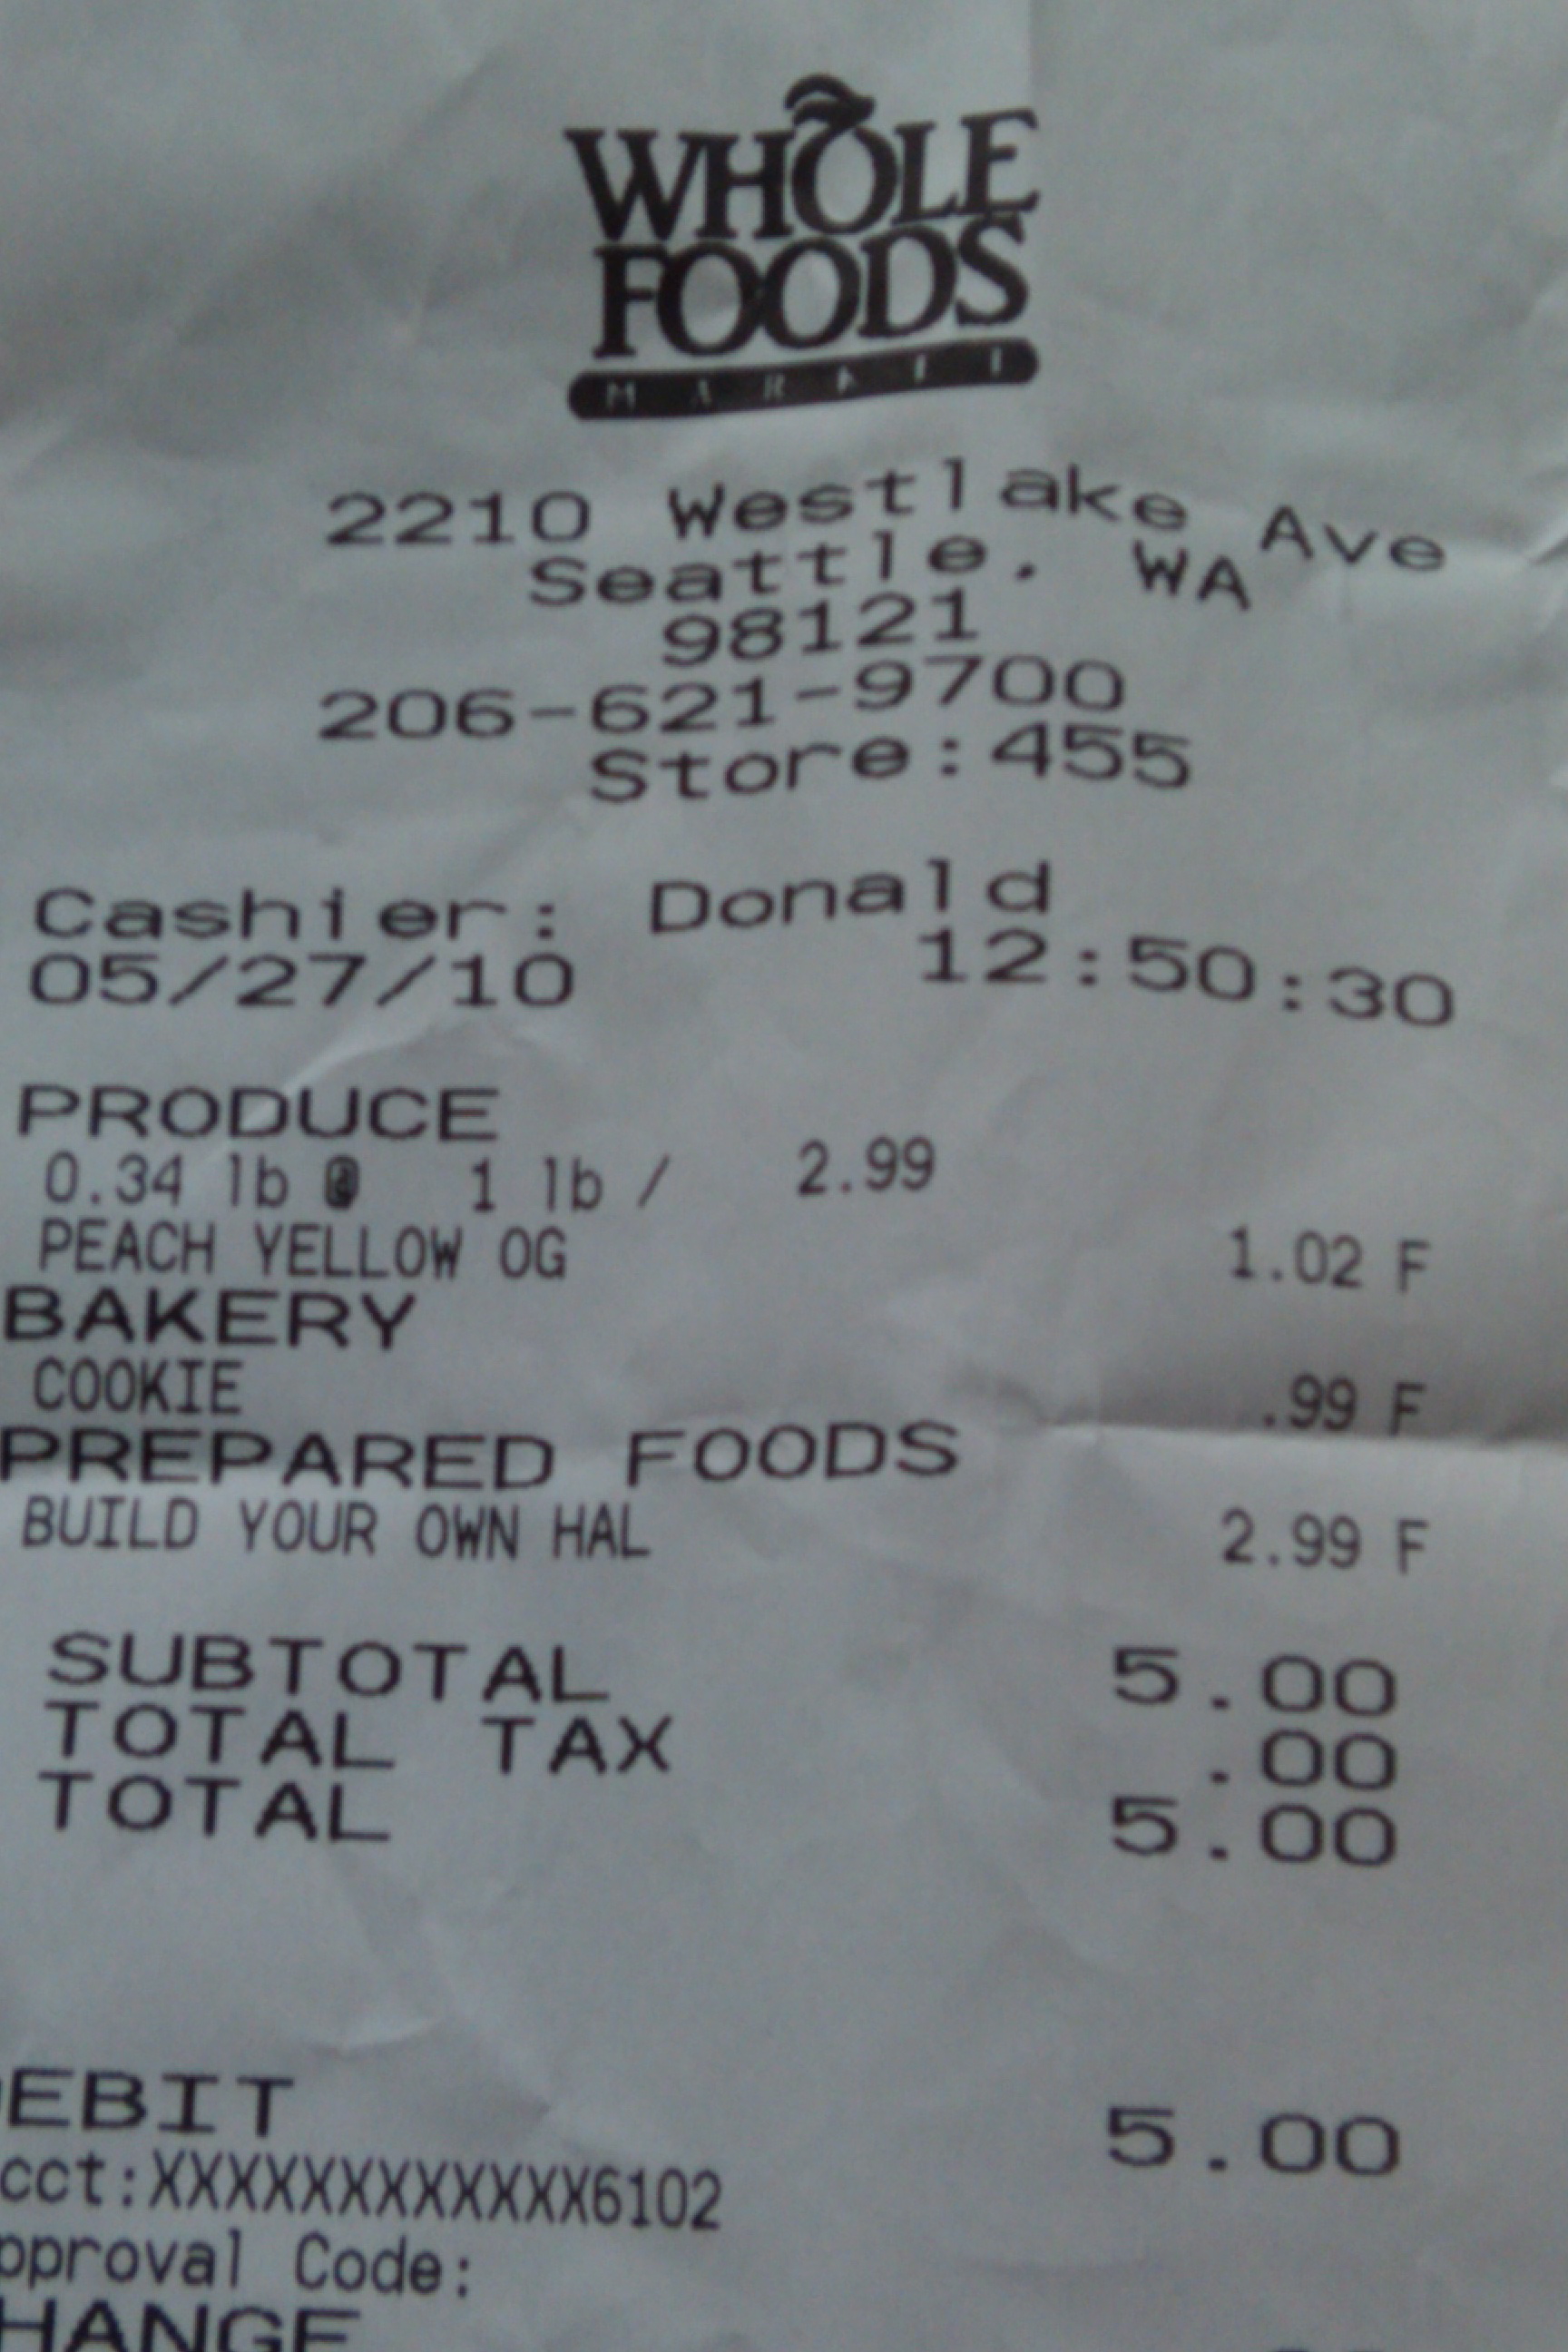 WHOLE
FOODS
MARKET
2210 Westlake Ave
Seattle, WA
98121
206-621-9700
Store:455
Cashier: Donald
05/27/10 12:50:30
PRODUCE
0.34 lb @ 1 lb / 2.99
PEACH YELLOW OG 1.02 F
BAKERY
COOKIE .99 F
PREPARED FOODS
BUILD YOUR OWN HAL 2.99 F
SUBTOTAL 5.00
TOTAL TAX .00
TOTAL 5.00
EBIT 5.00
cct:XXXXXXXXXXXX6102
pproval Code:
HANGE